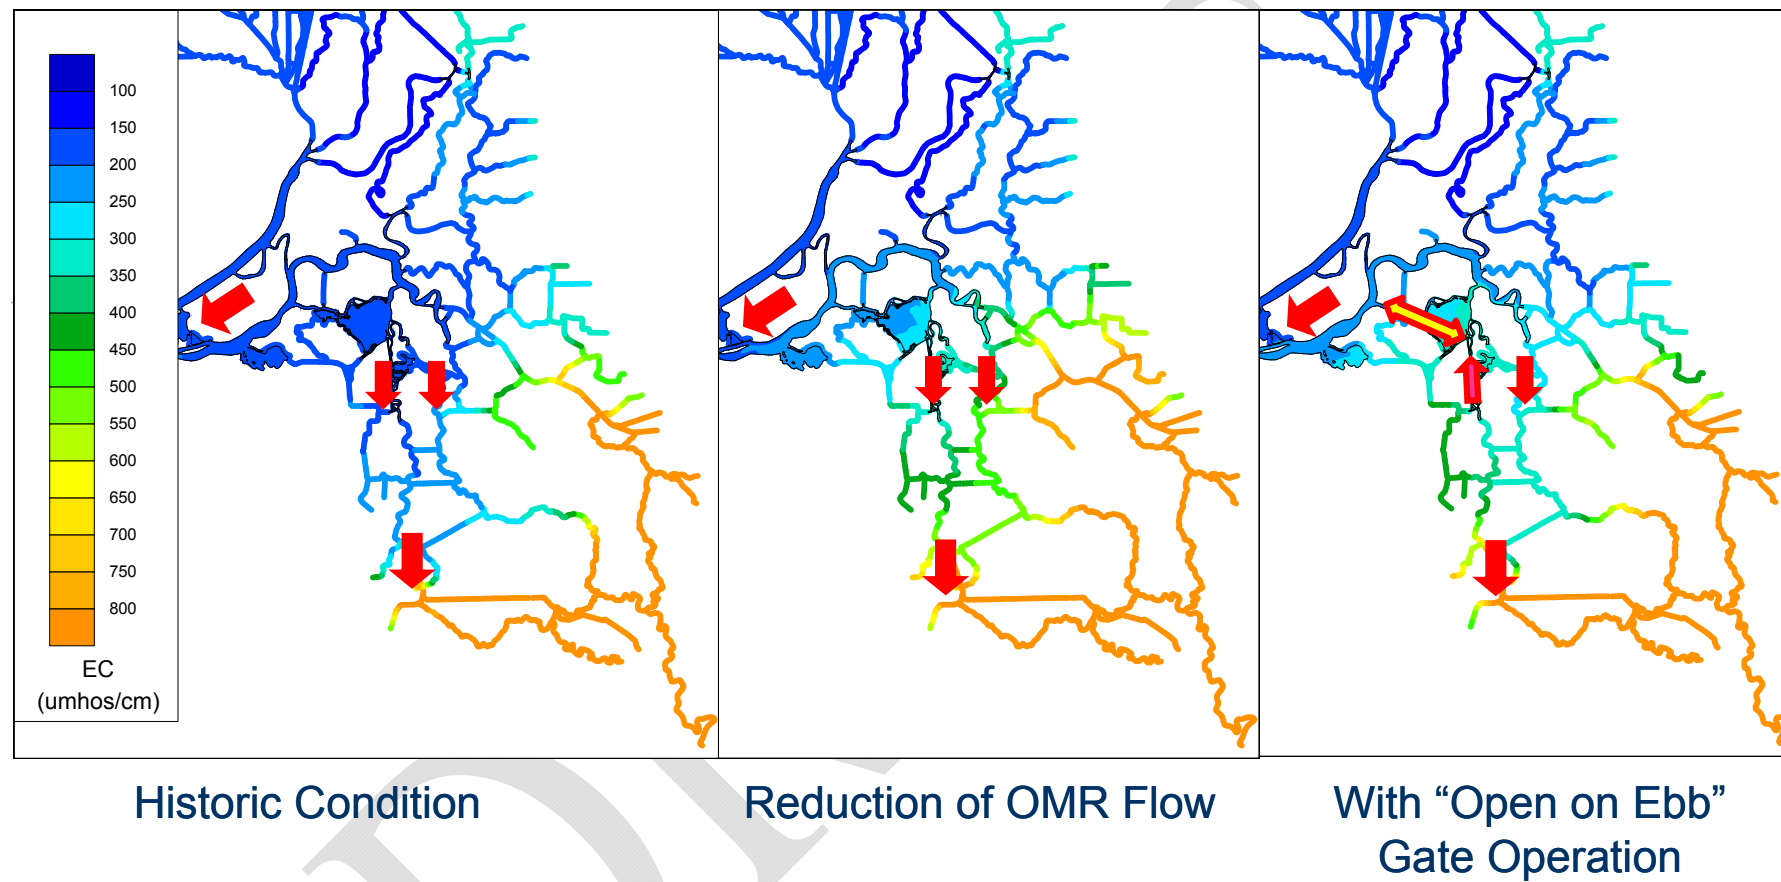 100
150
200
250
300
350
400
450
500
550
600
650
700
750
800
EC
(umhos/cm)
Historic Condition
Reduction of OMR Flow
With “Open on Ebb”
Gate Operation